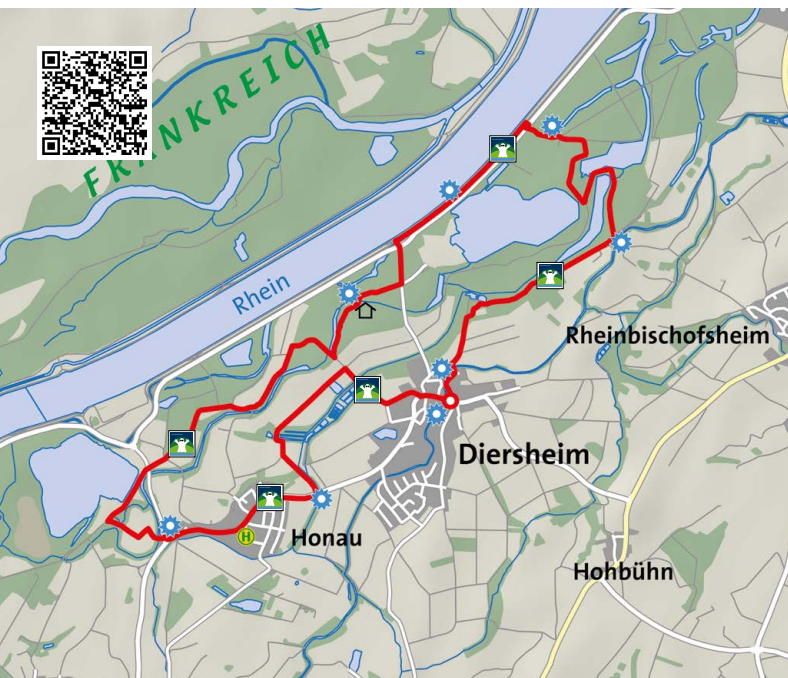 FRANKREICH
Rhein
Rheinbischofsheim
Diersheim
H
Honau
Hohbühn